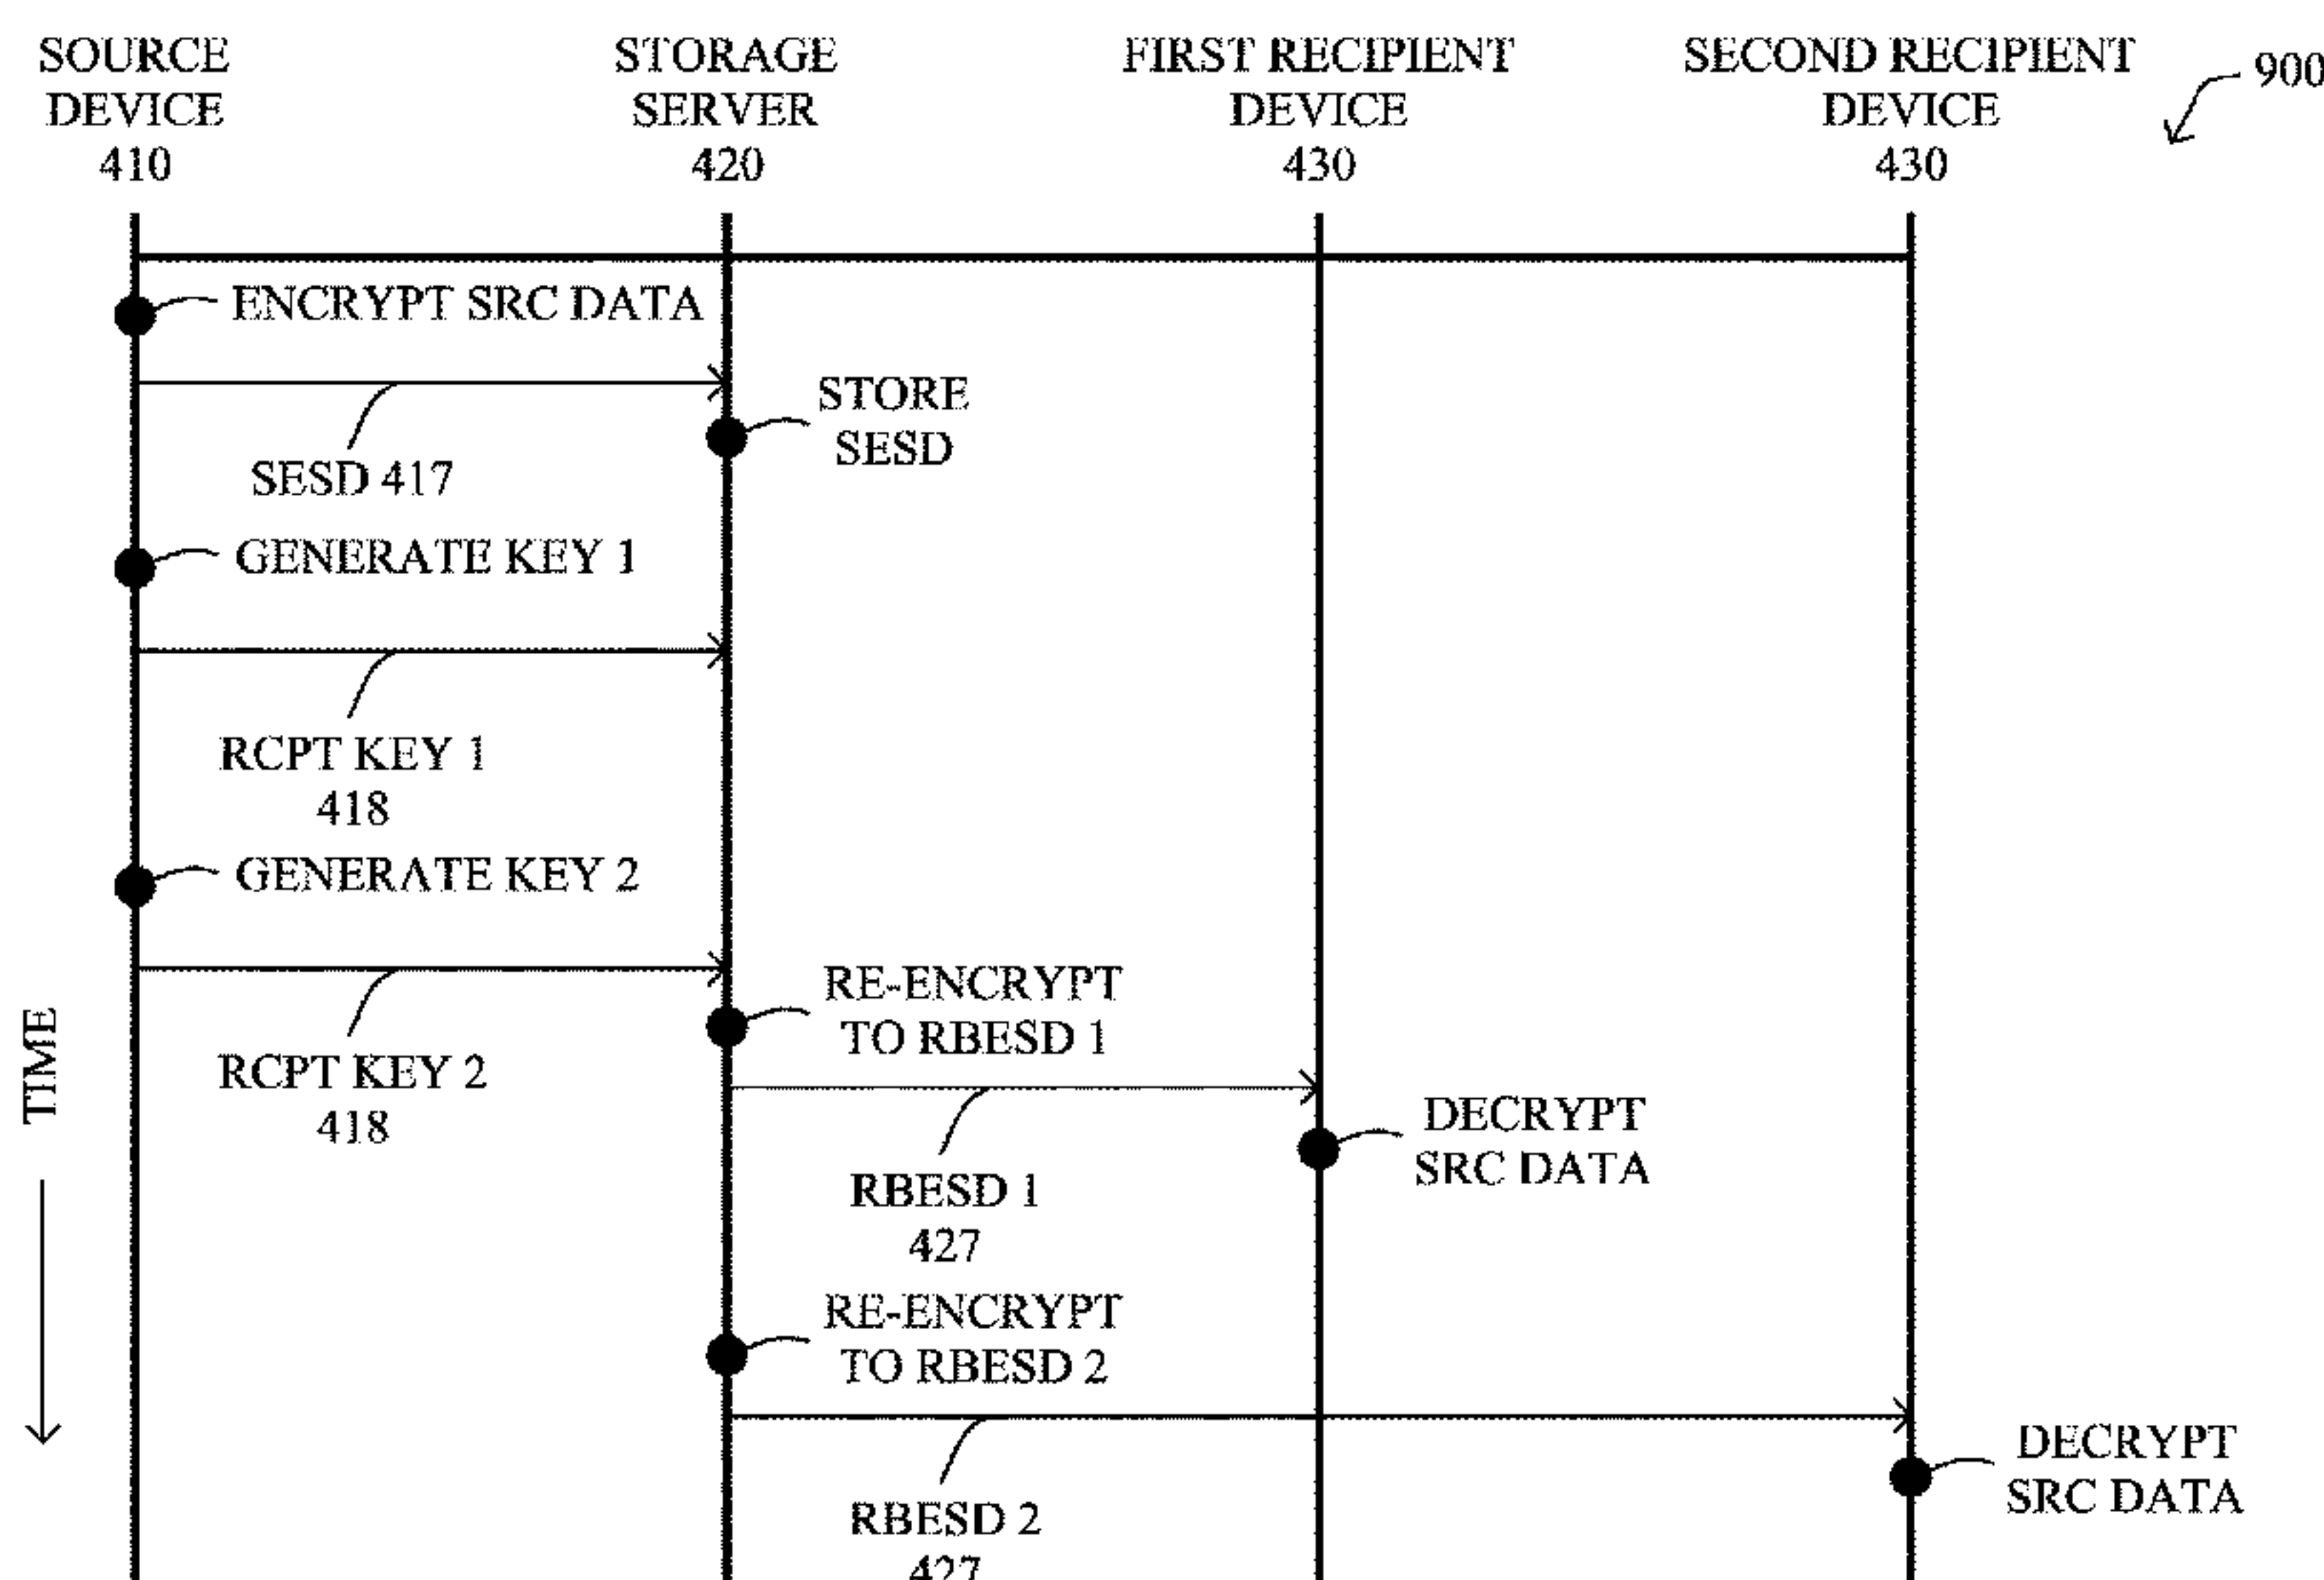 SOURCE
DEVICE
410
STORAGE
SERVER
420
FIRST RECIPIENT
DEVICE
430
SECOND RECIPIENT
DEVICE
430
900
ENCRYPT SRC DATA
SESD 417
STORE
SESD
GENERATE KEY 1
RCPT KEY 1
418
GENERATE KEY 2
RCPT KEY 2
418
RE-ENCRYPT
TO RBESD 1
RBESD 1
427
DECRYPT
SRC DATA
RE-ENCRYPT
TO RBESD 2
RBESD 2
427
DECRYPT
SRC DATA
TIME